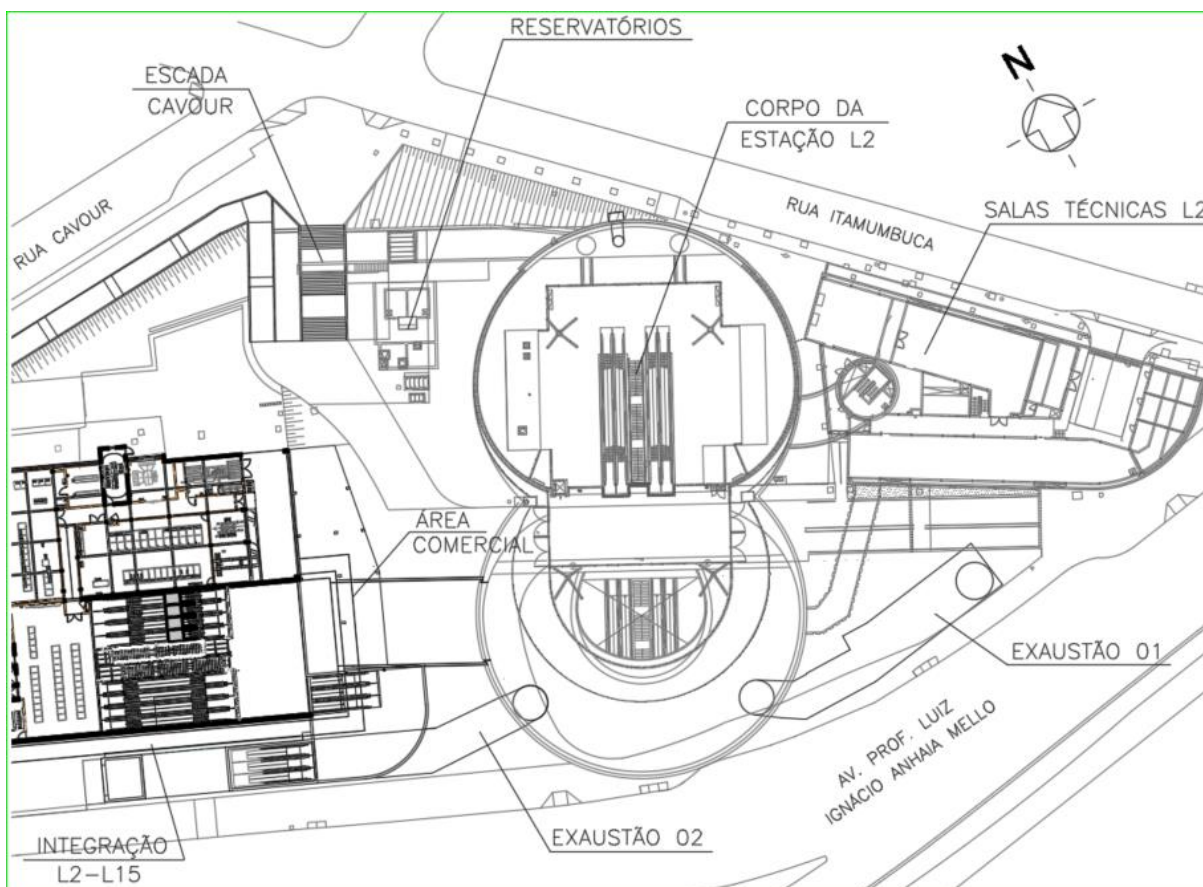 RESERVATÓRIOS
ESCADA
CAVOUR
N
CORPO DA
ESTAÇÃO L2
RUA CAVOUR
RUA ITAMUMBUCA
SALAS TÉCNICAS L2
ÁREA
COMERCIAL
EXAUSTÃO 01
AV. PROF. LUIZ
IGNÁCIO ANHAIA MELLO
EXAUSTÃO 02
INTEGRAÇÃO
L2-L15